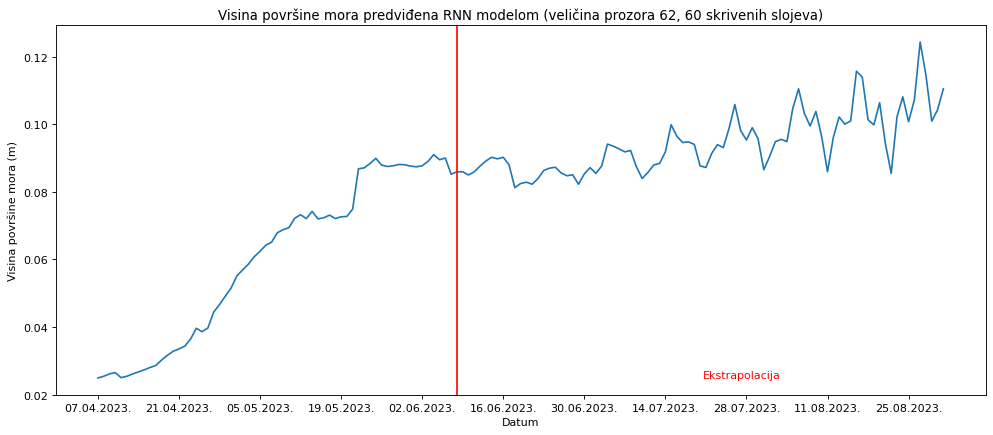 Visina površine mora predviđena RNN modelom (veličina prozora 62, 60 skrivenih slojeva)
Visina površine mora (m)
0.12
0.10
0.08
0.06
0.04
0.02
Ekstrapolacija
07.04.2023. 21.04.2023. 05.05.2023. 19.05.2023. 02.06.2023. 16.06.2023. 30.06.2023. 14.07.2023. 28.07.2023. 11.08.2023. 25.08.2023.
Datum